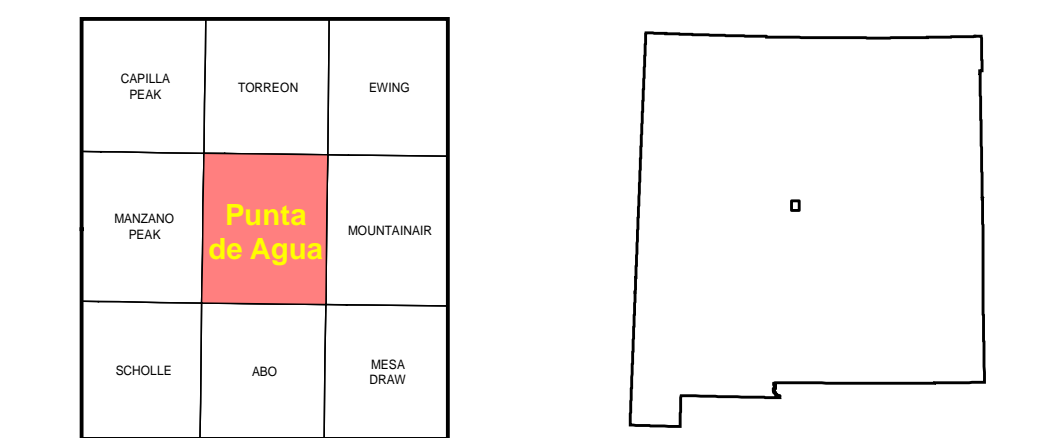 CAPILLA
PEAK
TORREON
EWING
MANZANO
PEAK
Punta
de Agua
MOUNTAINAIR
SCHOLLE
ABO
MESA
DRAW